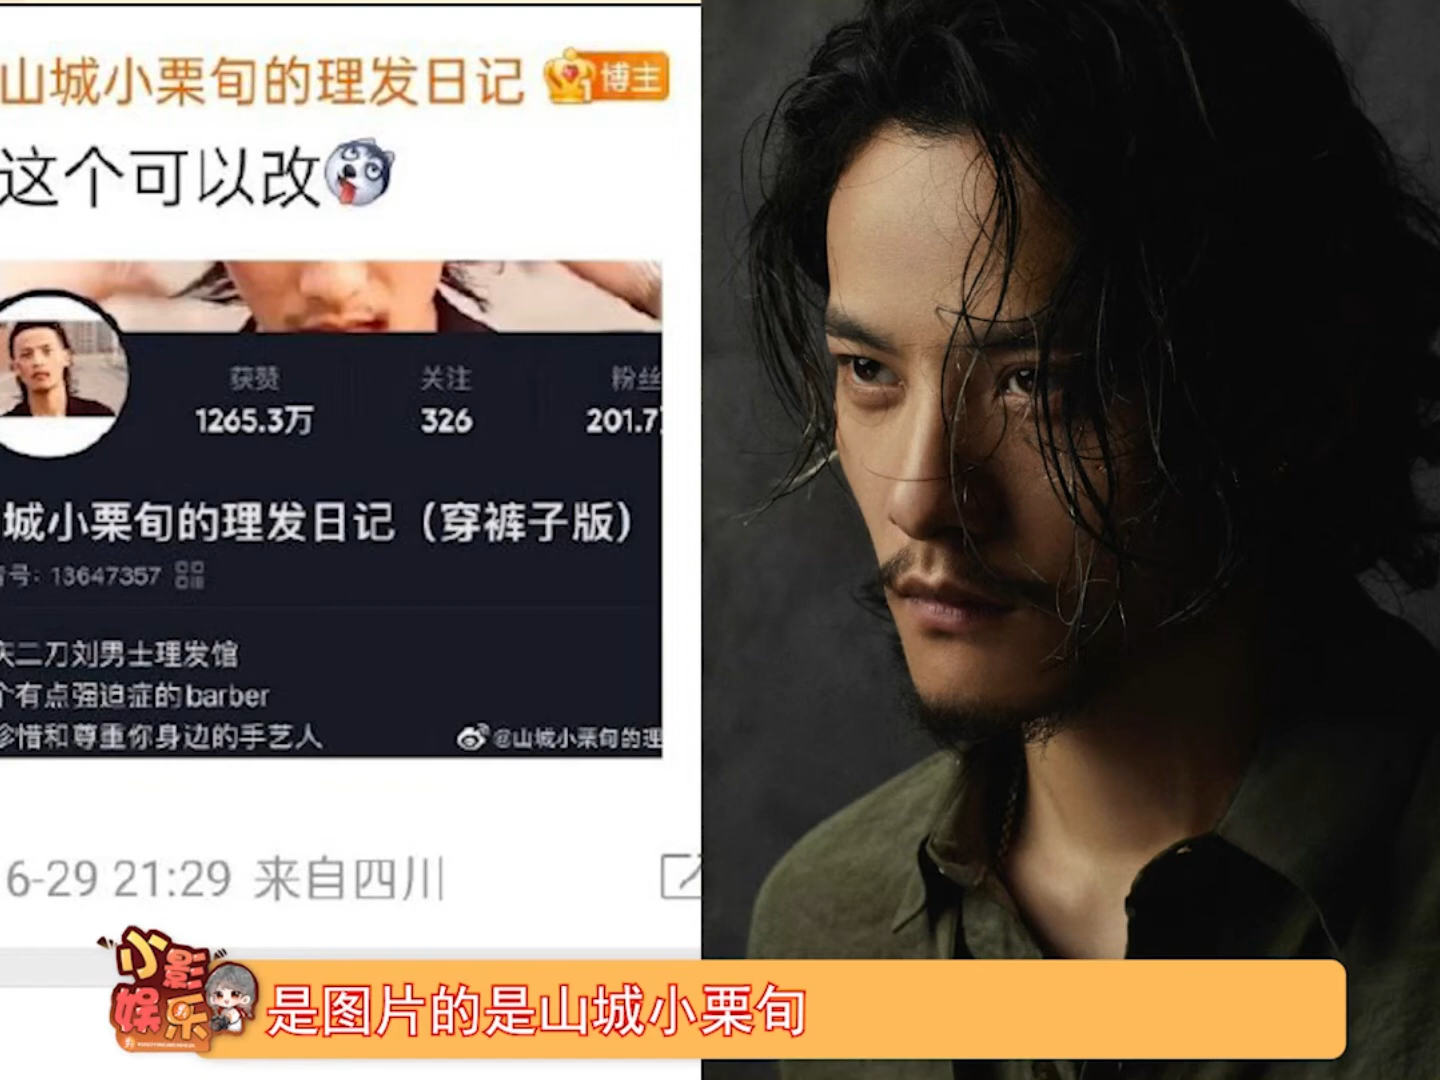 山城小栗旬的理发日记 博主
这个可以改
获赞 关注 粉丝
1265.3万 326 201.7
城小栗旬的理发日记（穿裤子版）
号：13647357
二刀刘男士理发馆
个有点强迫症的barber
珍惜和尊重你身边的手艺人
@山城小栗旬的理
6-29 21:29 来自四川
小影娱乐
是图片的是山城小栗旬